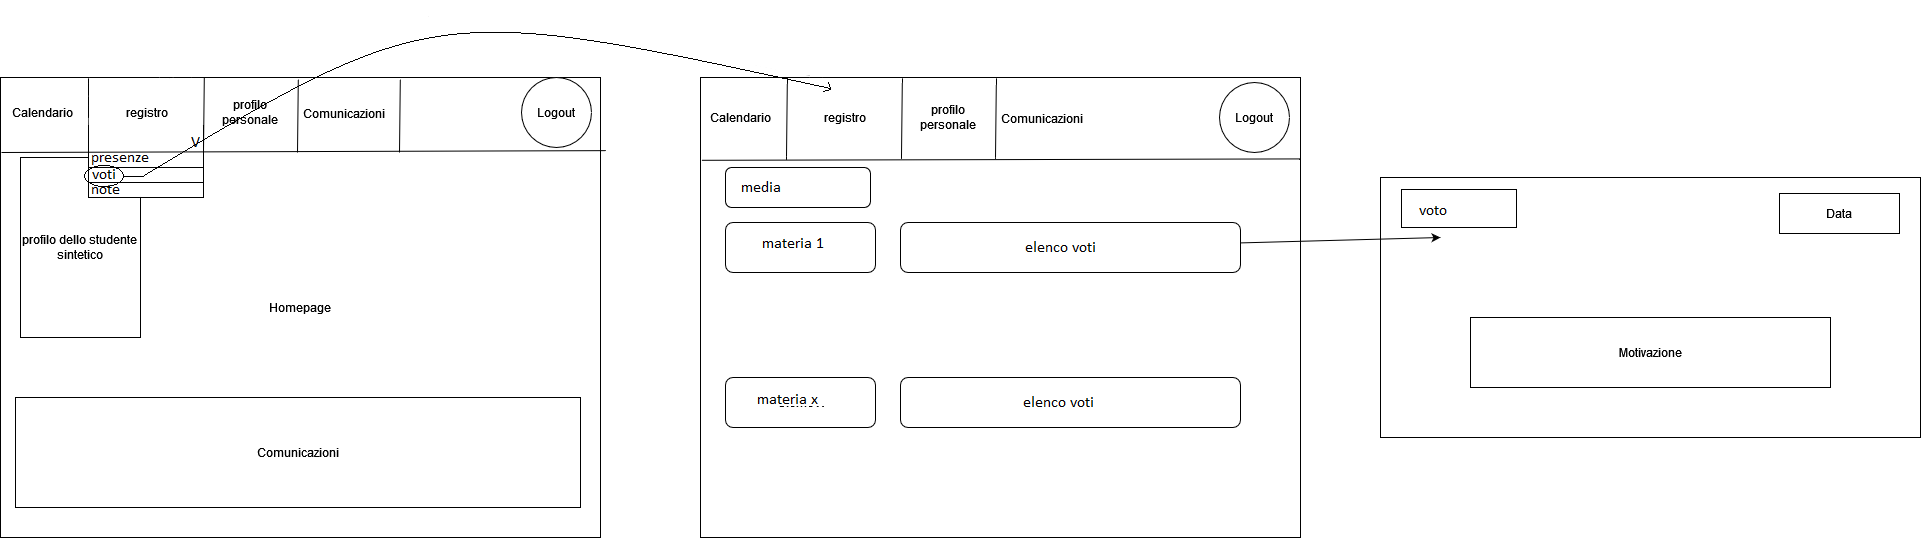 Calendario
registro
profilo
personale
Comunicazioni
Logout
V
presenze
voti
note
profilo dello studente
sintetico
Homepage
Comunicazioni
Calendario
registro
profilo
personale
Comunicazioni
Logout
media
materia 1
elenco voti
materia x
elenco voti
voto
Data
Motivazione